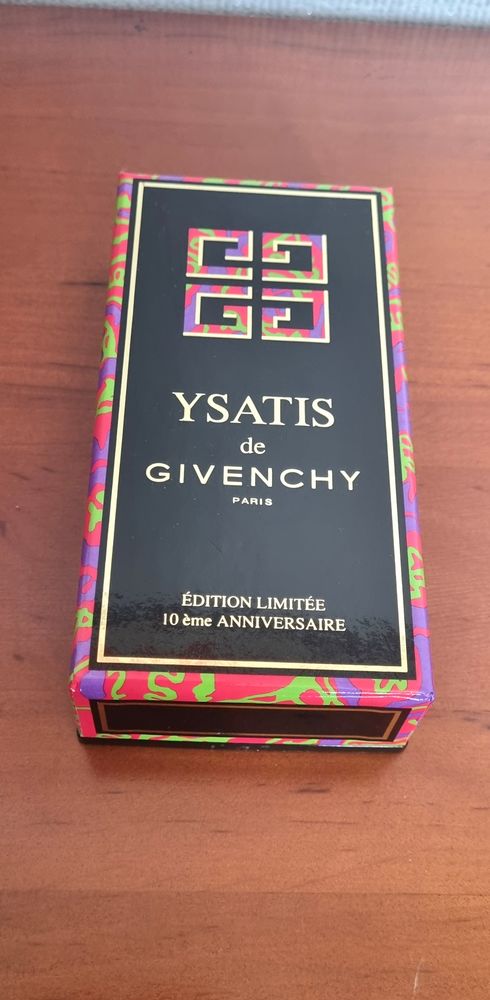 YSATIS
de
GIVENCHY
PARIS
ÉDITION LIMITÉE
10 ème ANNIVERSAIRE